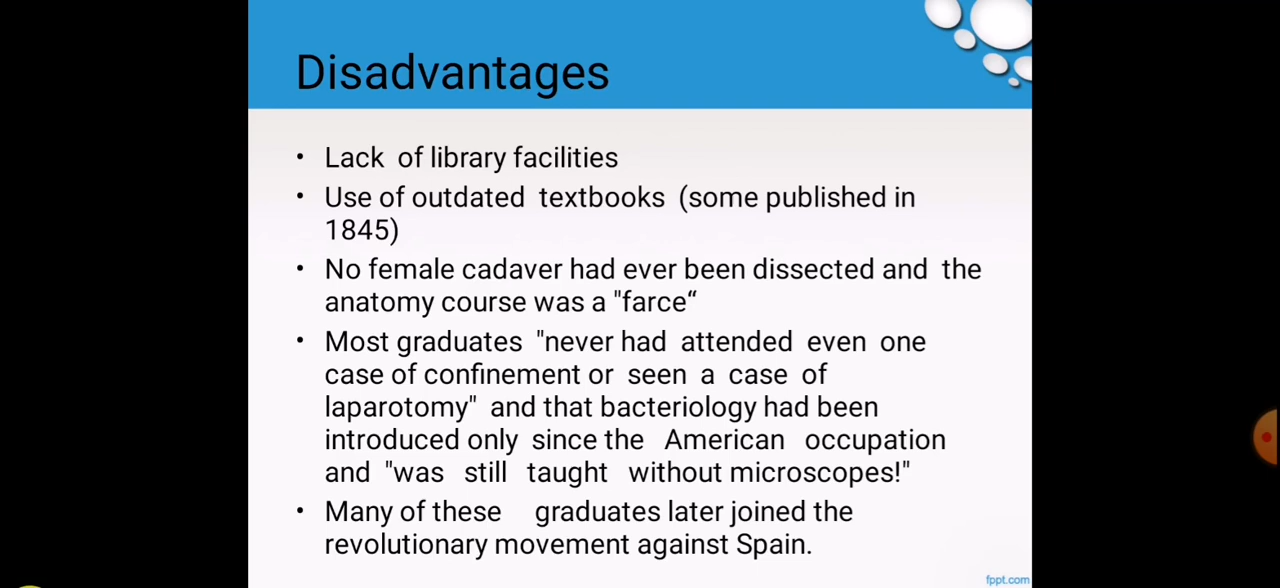 Disadvantages
• Lack of library facilities
• Use of outdated textbooks (some published in
1845)
• No female cadaver had ever been dissected and the
anatomy course was a "farce“
• Most graduates "never had attended even one
case of confinement or seen a case of
laparotomy" and that bacteriology had been
introduced only since the American occupation
and "was still taught without microscopes!"
• Many of these graduates later joined the
revolutionary movement against Spain.
fppt.com